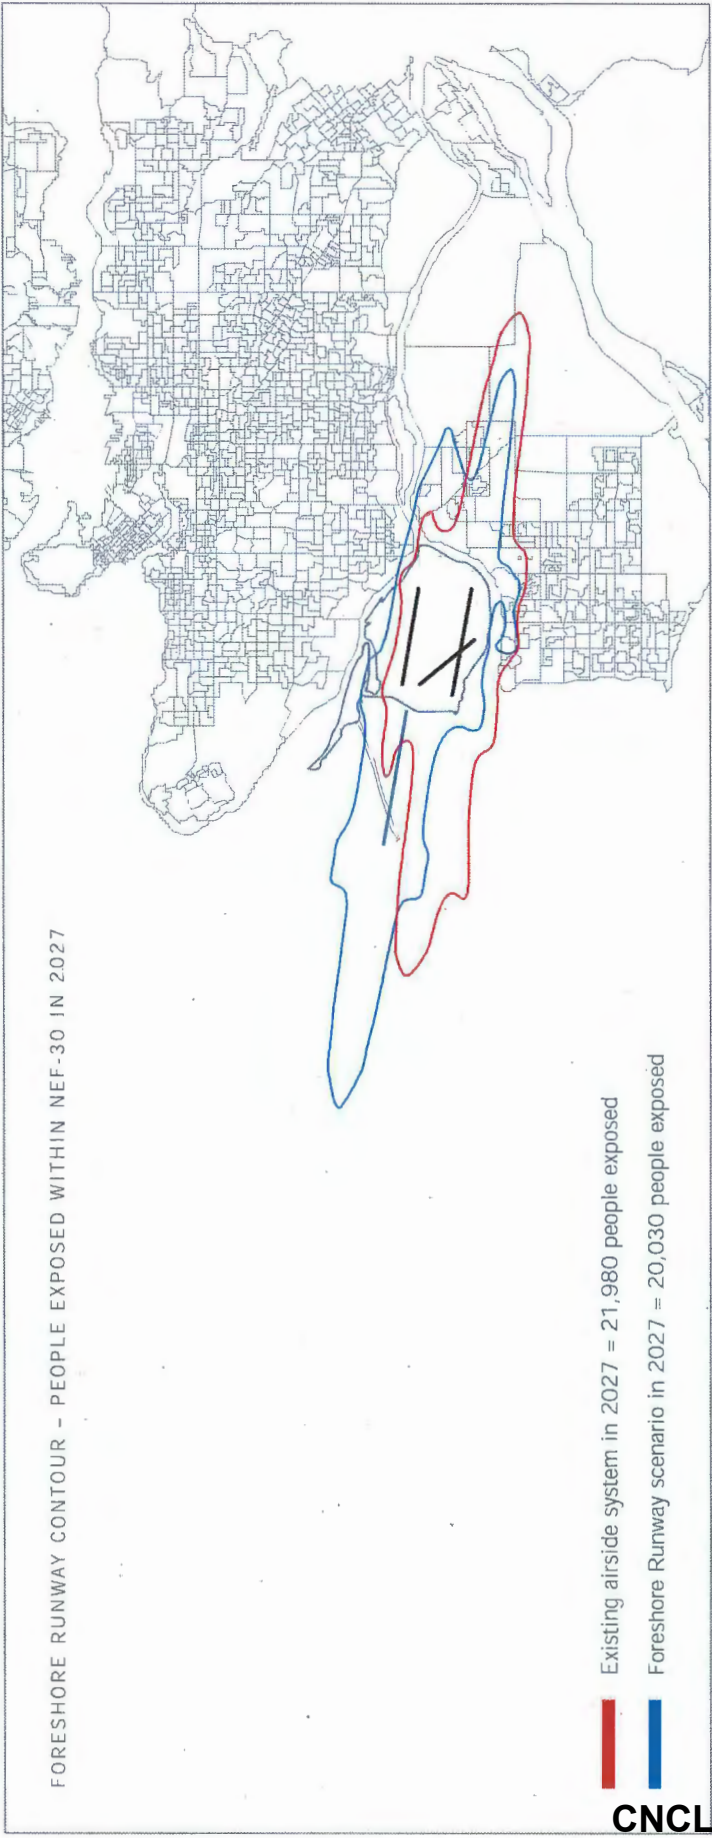 FORESHORE RUNWAY CONTOUR – PEOPLE EXPOSED WITHIN NEF-30 IN 2027
Existing airside system in 2027 = 21,980 people exposed
Foreshore Runway scenario in 2027 = 20,030 people exposed
CNCL